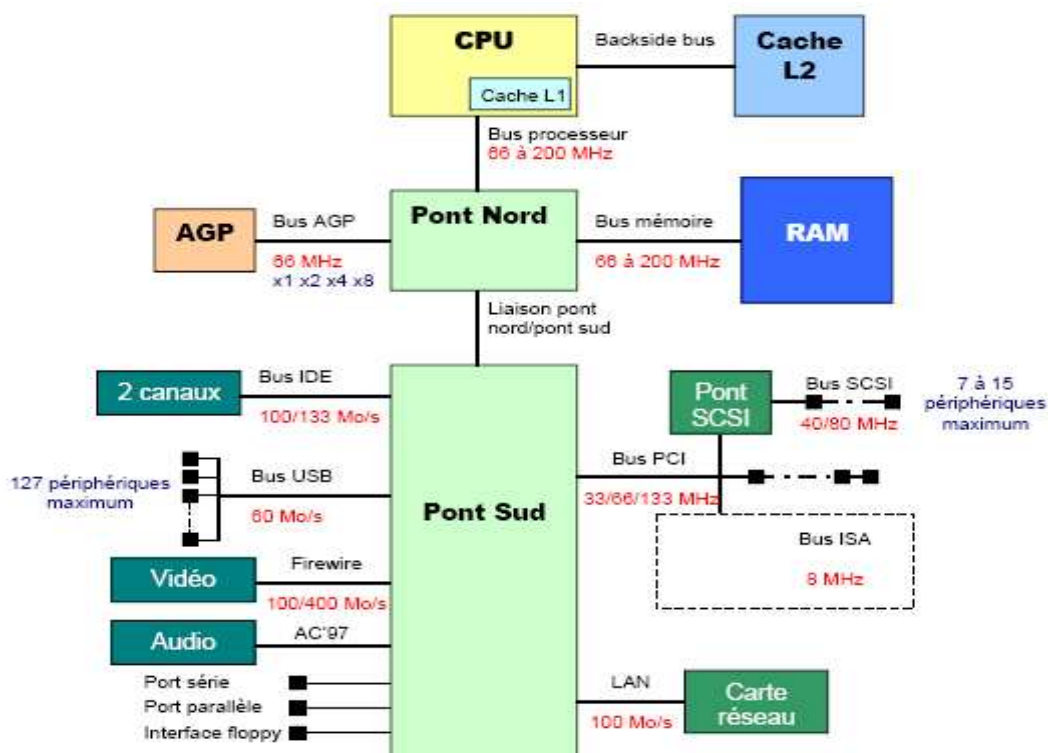 CPU
Cache L1
Backside bus
Cache
L2
Bus processeur
66 à 200 MHz
AGP
Bus AGP
66 MHz
x1 x2 x4 x8
Pont Nord
Bus mémoire
66 à 200 MHz
RAM
Liaison pont
nord/pont sud
2 canaux
Bus IDE
100/133 Mo/s
Pont
SCSI
Bus SCSI
40/80 MHz
7 à 15
périphériques
maximum
127 périphériques
maximum
Bus USB
60 Mo/s
Pont Sud
Bus PCI
33/66/133 MHz
Bus ISA
8 MHz
Vidéo
Firewire
100/400 Mo/s
Audio
AC'97
Port série
Port parallèle
Interface floppy
LAN
100 Mo/s
Carte
réseau